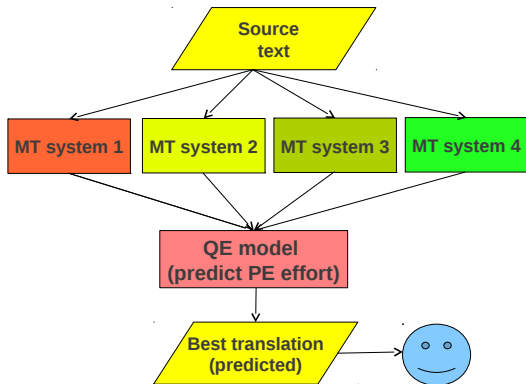 Source
text
MT system 1
MT system 2
MT system 3
MT system 4
QE model
(predict PE effort)
Best translation
(predicted)